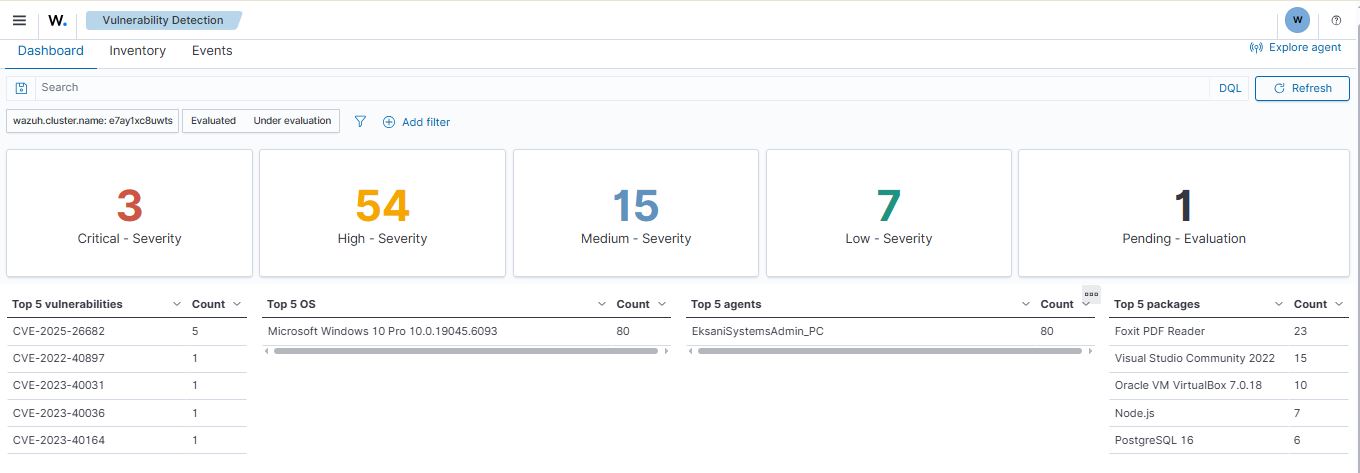 W. Vulnerability Detection W
Dashboard Inventory Events Explore agent
Search DQL Refresh
wazuh.cluster.name: e7ay1xc8uwts Evaluated Under evaluation Add filter
3 54 15 7 1
Critical - Severity High - Severity Medium - Severity Low - Severity Pending - Evaluation
Top 5 vulnerabilities Count Top 5 OS Count Top 5 agents Count Top 5 packages Count
CVE-2025-26682 5 Microsoft Windows 10 Pro 10.0.19045.6093 80 EksaniSystemsAdmin_PC 80 Foxit PDF Reader 23
CVE-2022-40897 1 Visual Studio Community 2022 15
CVE-2023-40031 1 Oracle VM VirtualBox 7.0.18 10
CVE-2023-40036 1 Node.js 7
CVE-2023-40164 1 PostgreSQL 16 6